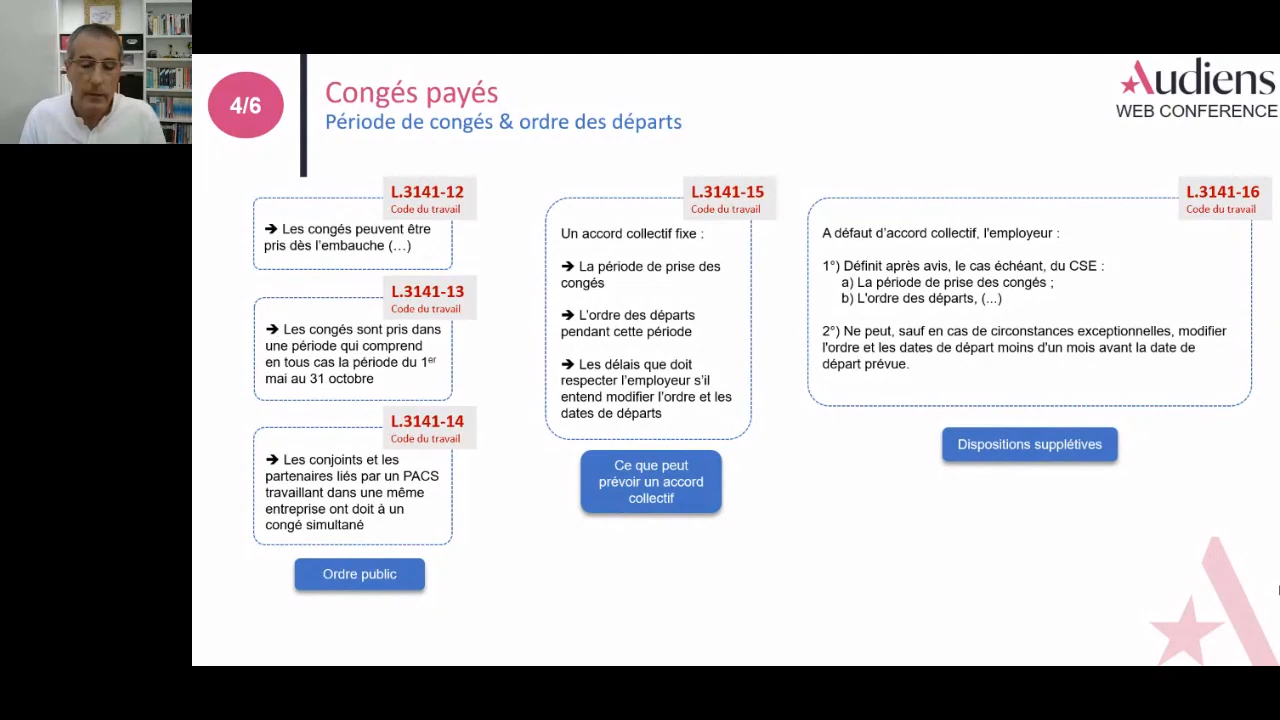 4/6
Congés payés
Période de congés & ordre des départs
Audiens
WEB CONFERENCE
L.3141-12
Code du travail
➔ Les congés peuvent être
pris dès l’embauche (…)
L.3141-13
Code du travail
➔ Les congés sont pris dans
une période qui comprend
en tous cas la période du 1er
mai au 31 octobre
L.3141-14
Code du travail
➔ Les conjoints et les
partenaires liés par un PACS
travaillant dans une même
entreprise ont doit à un
congé simultané
Ordre public
L.3141-15
Code du travail
Un accord collectif fixe :
➔ La période de prise des
congés
➔ L'ordre des départs
pendant cette période
➔ Les délais que doit
respecter l’employeur s’il
entend modifier l’ordre et les
dates de départs
Ce que peut
prévoir un accord
collectif
L.3141-16
Code du travail
A défaut d’accord collectif, l'employeur :
1°) Définit après avis, le cas échéant, du CSE :
a) La période de prise des congés ;
b) L'ordre des départs, (...)
2°) Ne peut, sauf en cas de circonstances exceptionnelles, modifier
l'ordre et les dates de départ moins d'un mois avant la date de
départ prévue.
Dispositions supplétives